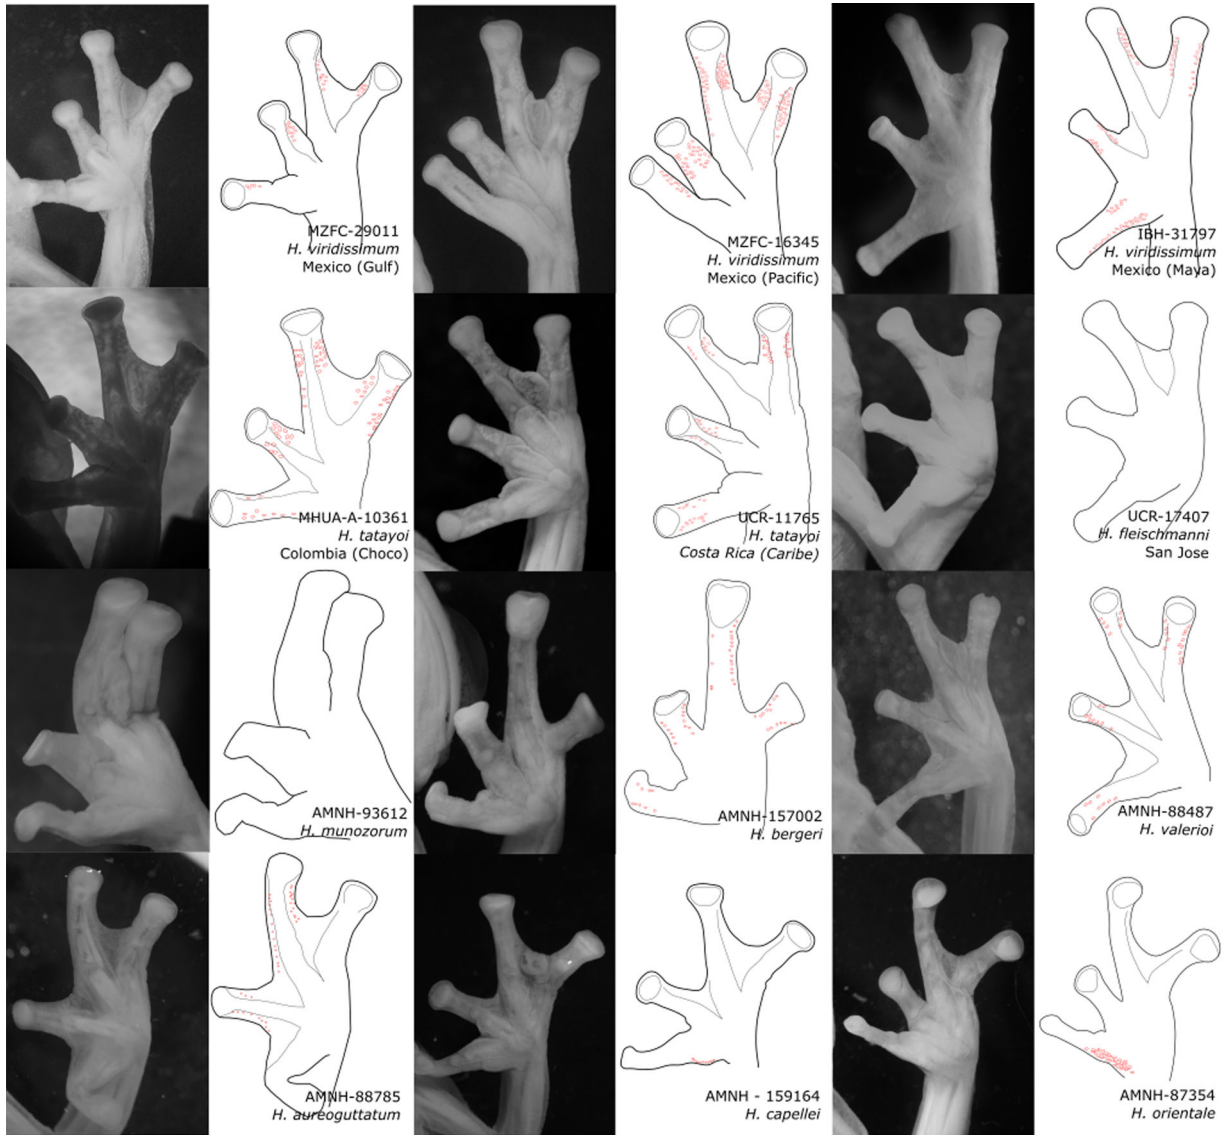 MZFC-29011
H. viridissimum
Mexico (Gulf)
MZFC-16345
H. viridissimum
Mexico (Pacific)
IBH-31797
H. viridissimum
Mexico (Maya)
MHUA-A-10361
H. tatayoi
Colombia (Choco)
UCR-11765
H. tatayoi
Costa Rica (Caribe)
UCR-17407
H. fleischmanni
San Jose
AMNH-93612
H. munozorum
AMNH-157002
H. bergeri
AMNH-88487
H. valerioi
AMNH-88785
H. aureoguttatum
AMNH - 159164
H. capellei
AMNH-87354
H. orientale